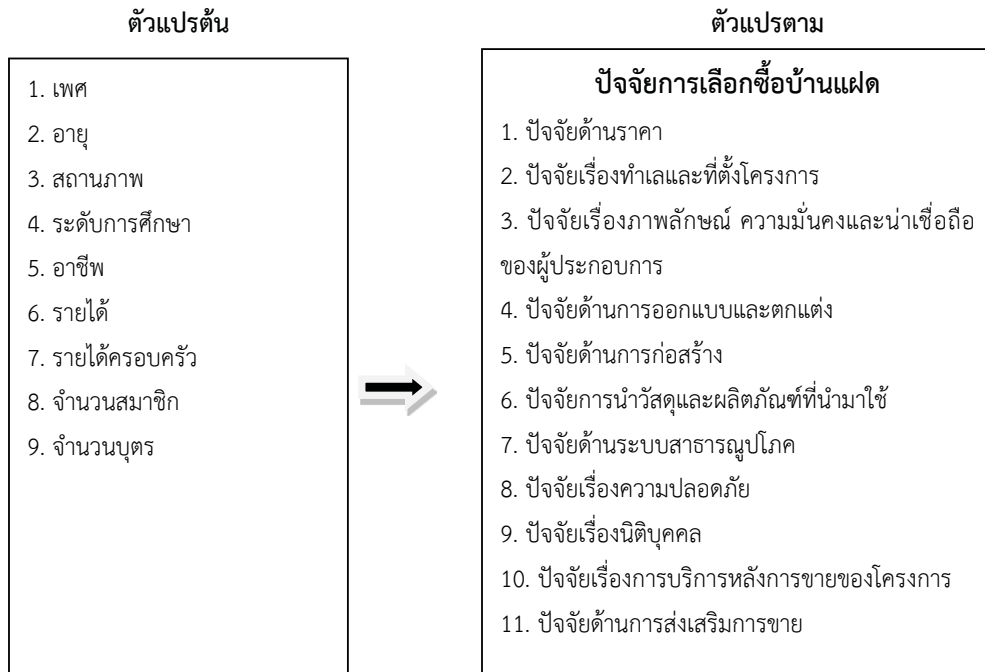 ตัวแปรต้น
1. เพศ
2. อายุ
3. สถานภาพ
4. ระดับการศึกษา
5. อาชีพ
6. รายได้
7. รายได้ครอบครัว
8. จำนวนสมาชิก
9. จำนวนบุตร
ตัวแปรตาม
ปัจจัยการเลือกซื้อบ้านแฝด
1. ปัจจัยด้านราคา
2. ปัจจัยเรื่องทำเลและที่ตั้งโครงการ
3. ปัจจัยเรื่องภาพลักษณ์ ความมั่นคงและน่าเชื่อถือ
ของผู้ประกอบการ
4. ปัจจัยด้านการออกแบบและตกแต่ง
5. ปัจจัยด้านการก่อสร้าง
6. ปัจจัยการนำวัสดุและผลิตภัณฑ์ที่นำมาใช้
7. ปัจจัยด้านระบบสาธารณูปโภค
8. ปัจจัยเรื่องความปลอดภัย
9. ปัจจัยเรื่องนิติบุคคล
10. ปัจจัยเรื่องการบริการหลังการขายของโครงการ
11. ปัจจัยด้านการส่งเสริมการขาย